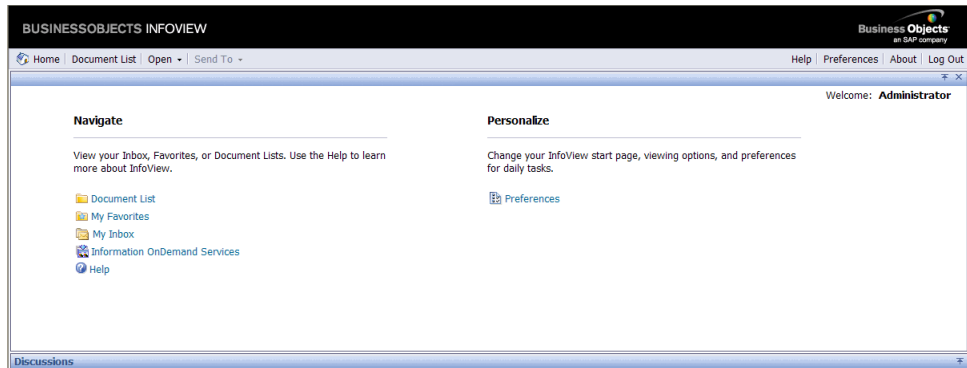 BUSINESSOBJECTS INFOVIEW
Business Objects
an SAP company
Home Document List Open Send To
Help Preferences About Log Out
Welcome: Administrator
Navigate
View your Inbox, Favorites, or Document Lists. Use the Help to learn
more about InfoView.
Document List
My Favorites
My Inbox
Information OnDemand Services
Help
Personalize
Change your InfoView start page, viewing options, and preferences
for daily tasks.
Preferences
Discussions